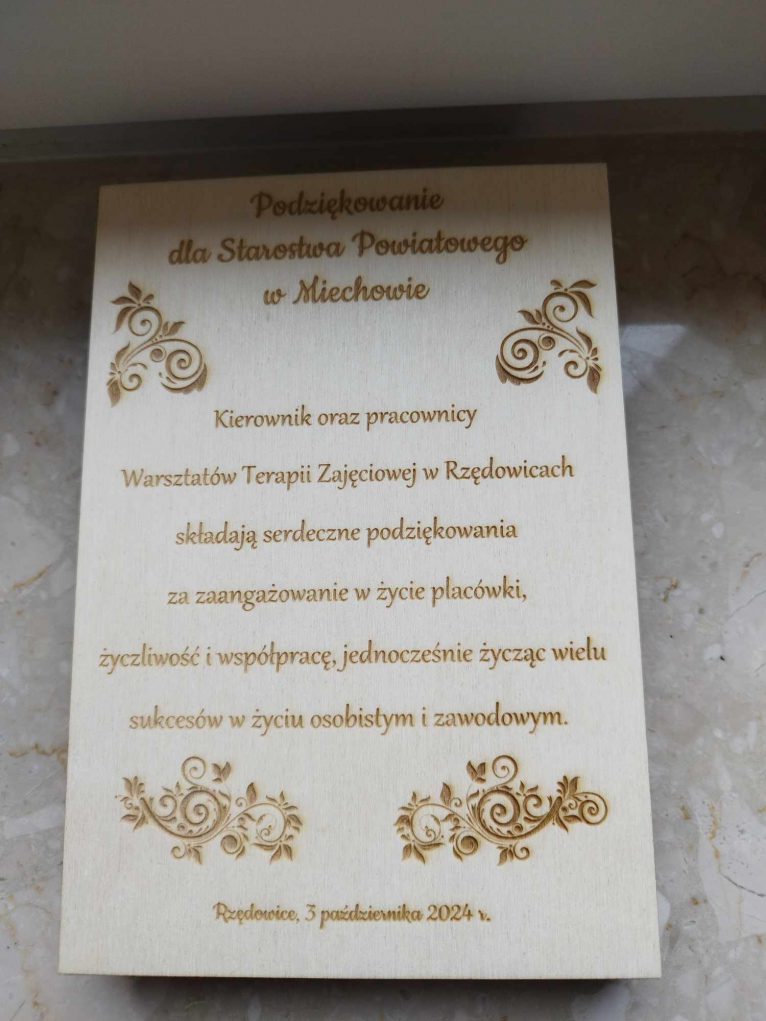 Podziękowanie
dla Starostwa Powiatowego
w Miechowie
Kierownik oraz pracownicy
Warsztatów Terapii Zajęciowej w Rzędowicach
składają serdeczne podziękowania
za zaangażowanie w życie placówki,
życzliwość i współpracę, jednocześnie życząc wielu
sukcesów w życiu osobistym i zawodowym.
Rzędowice, 3 października 2024 r.